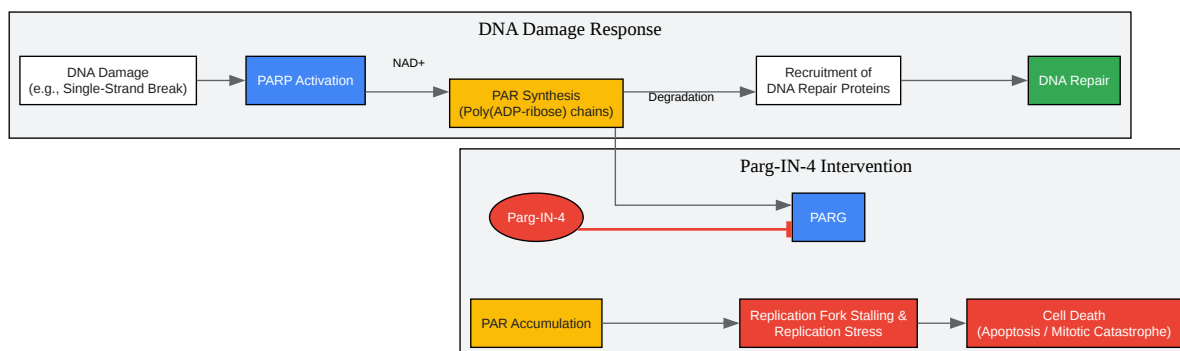 DNA Damage Response
DNA Damage
(e.g., Single-Strand Break)
PARP Activation
NAD+
PAR Synthesis
(Poly(ADP-ribose) chains)
Degradation
Recruitment of
DNA Repair Proteins
DNA Repair
Parg-IN-4 Intervention
Parg-IN-4
PARG
PAR Accumulation
Replication Fork Stalling &
Replication Stress
Cell Death
(Apoptosis / Mitotic Catastrophe)